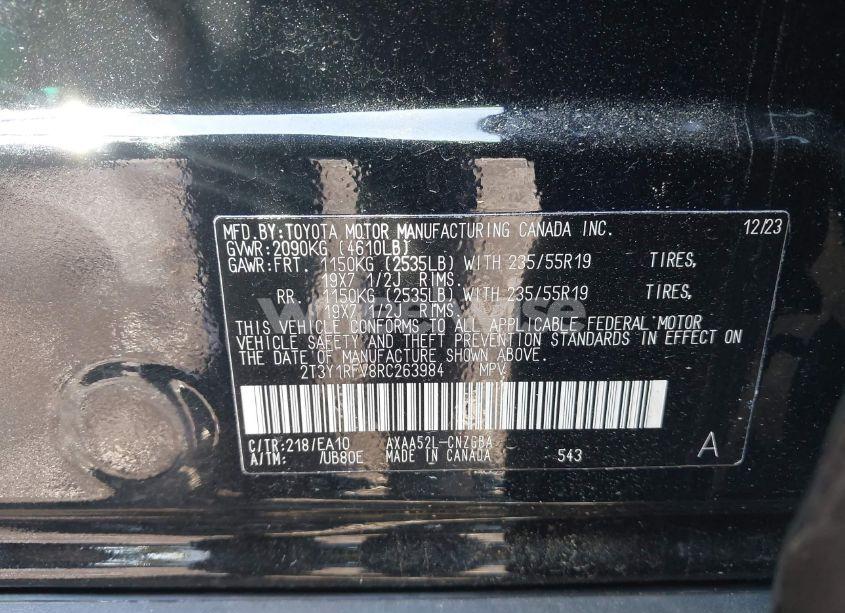 MFD.BY:TOYOTA MOTOR MANUFACTURING CANADA INC. 12/23
GVWR:2090KG (4610LB)
GAWR:FRT. 1150KG (2535LB) WITH 235/55R19 TIRES,
19X7 1/2J RIMS.
RR. 1150KG (2535LB) WITH 235/55R19 TIRES,
19X7 1/2J RIMS.
THIS VEHICLE CONFORMS TO ALL APPLICABLE FEDERAL MOTOR
VEHICLE SAFETY AND THEFT PREVENTION STANDARDS IN EFFECT ON
THE DATE OF MANUFACTURE SHOWN ABOVE.
2T3Y1RFV8RC263984 MPV
C/TR:218/EA10 AXAA52L-CNZGBA
A/TM: /UB80E MADE IN CANADA 543 A